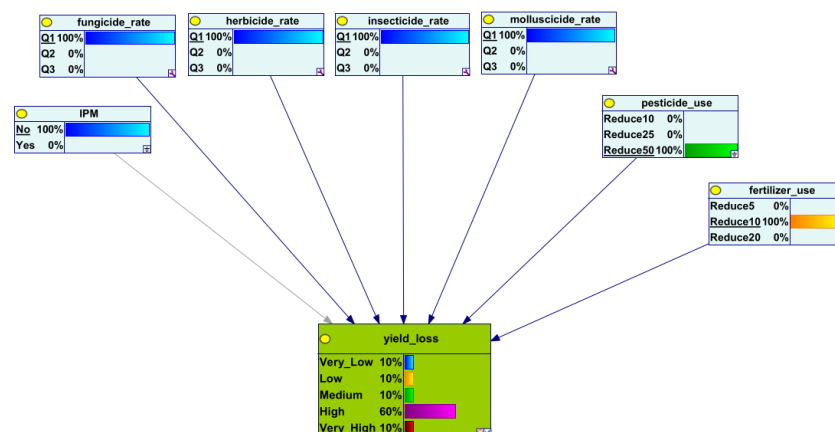 fungicide_rate
Q1 100%
Q2 0%
Q3 0%
herbicide_rate
Q1 100%
Q2 0%
Q3 0%
insecticide_rate
Q1 100%
Q2 0%
Q3 0%
molluscicide_rate
Q1 100%
Q2 0%
Q3 0%
IPM
No 100%
Yes 0%
pesticide_use
Reduce10 0%
Reduce25 0%
Reduce50 100%
fertilizer_use
Reduce5 0%
Reduce10 100%
Reduce20 0%
yield_loss
Very_Low 10%
Low 10%
Medium 10%
High 60%
Very_High 10%